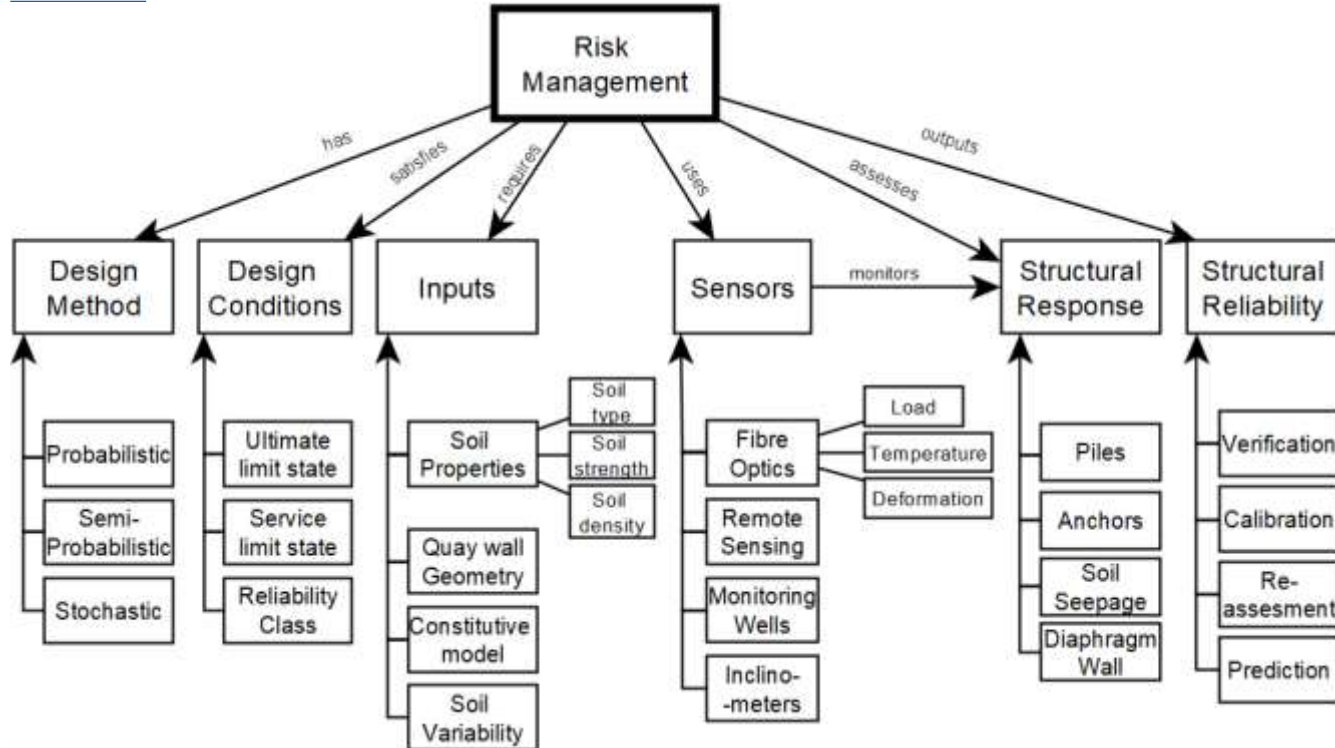 Risk
Management
has
satisfies
requires
uses
assesses
outputs
Design
Method
Design
Conditions
Inputs
Sensors
monitors
Structural
Response
Structural
Reliability
Probabilistic
Semi-
Probabilistic
Stochastic
Ultimate
limit state
Service
limit state
Reliability
Class
Soil
Properties
Soil
type
Soil
strength
Soil
density
Quay wall
Geometry
Constitutive
model
Soil
Variability
Fibre
Optics
Load
Temperature
Deformation
Remote
Sensing
Monitoring
Wells
Inclino-
-meters
Piles
Anchors
Soil
Seepage
Diaphragm
Wall
Verification
Calibration
Re-
assesment
Prediction